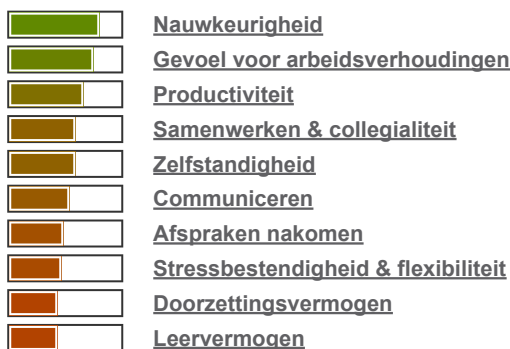 Nauwkeurigheid
Gevoel voor arbeidsverhoudingen
Productiviteit
Samenwerken & collegialiteit
Zelfstandigheid
Communiceren
Afspraken nakomen
Stressbestendigheid & flexibiliteit
Doorzettingsvermogen
Leervermogen